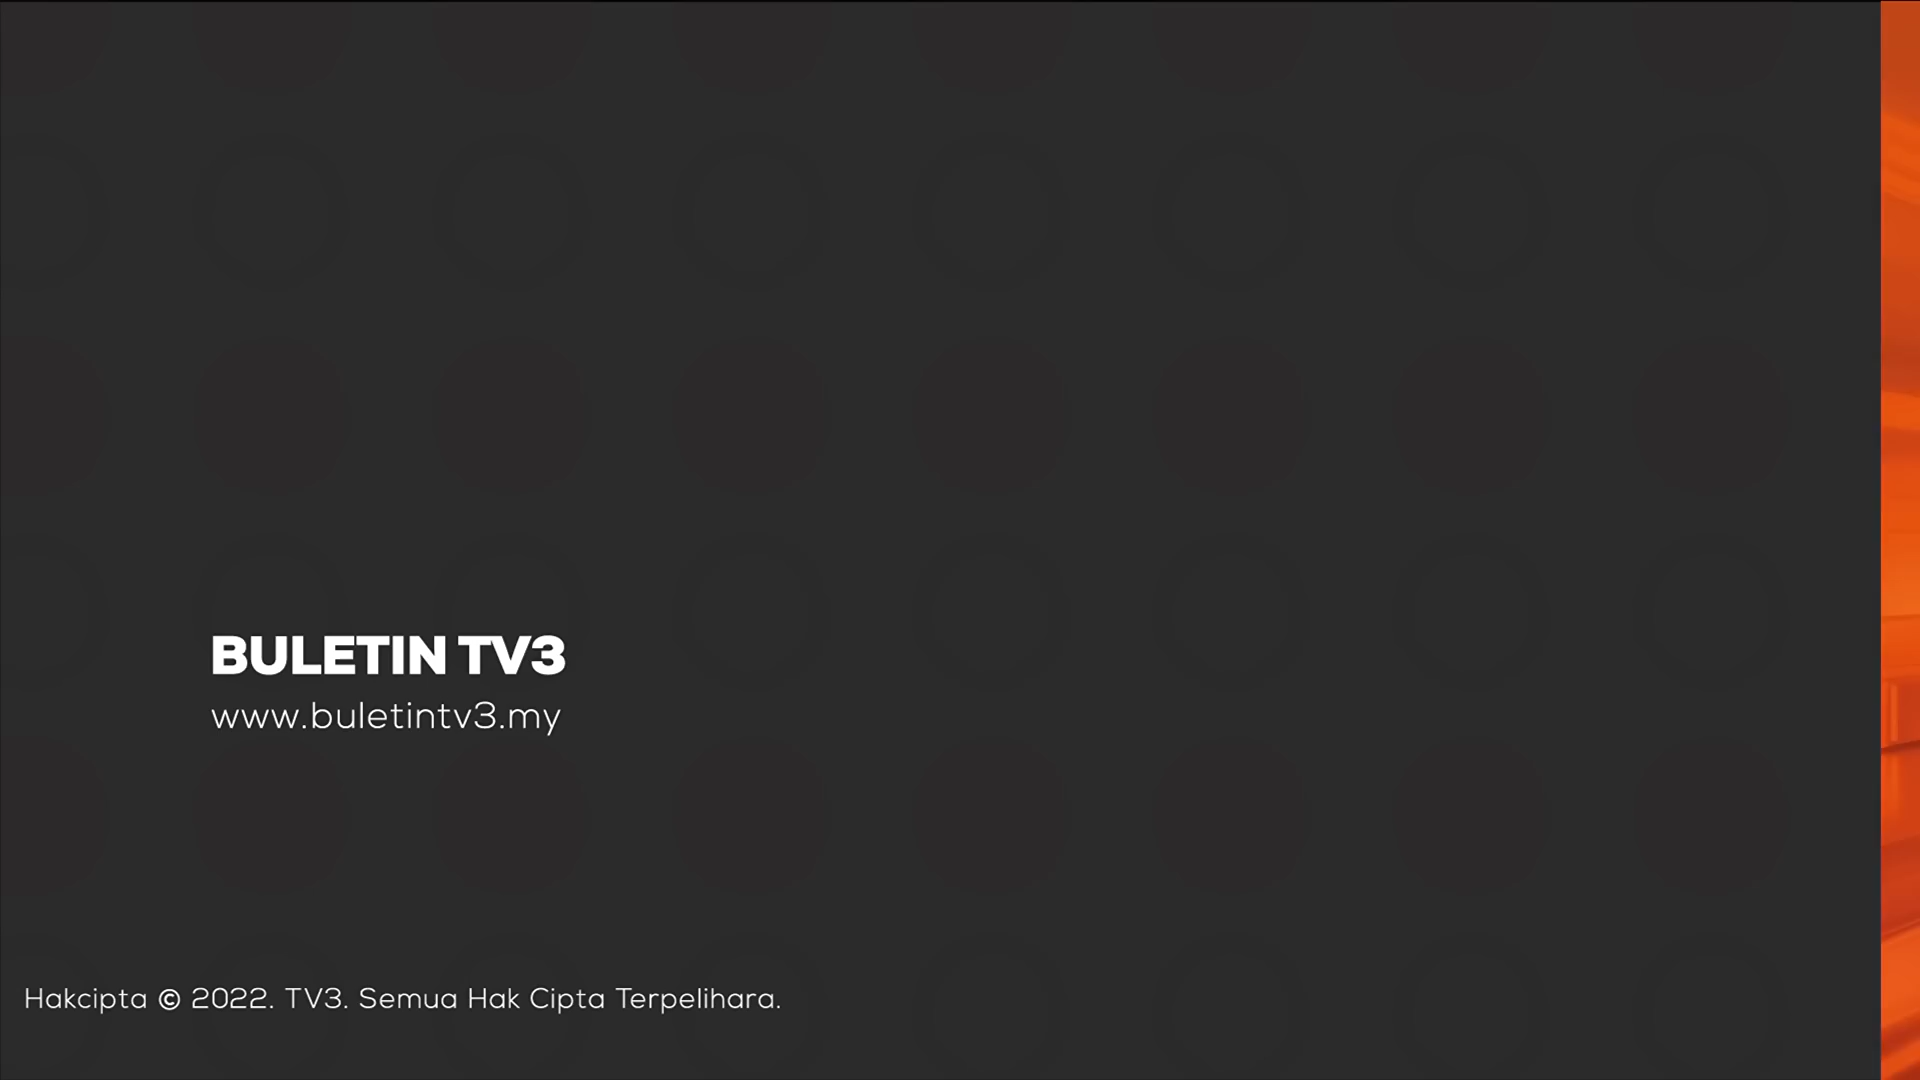 BULETIN TV3
www.buletintv3.my
Hakcipta © 2022. TV3. Semua Hak Cipta Terpelihara.